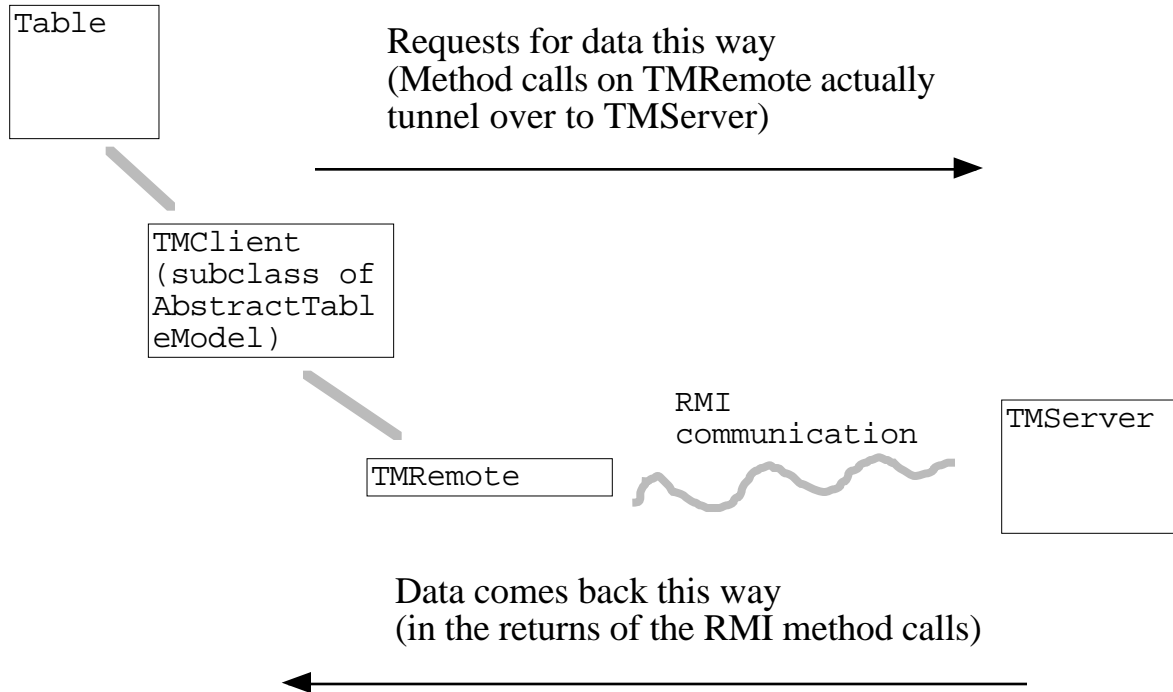 Table
Requests for data this way
(Method calls on TMRemote actually
tunnel over to TMServer)
TMClient
(subclass of
AbstractTabl
eModel)
RMI
communication
TMServer
TMRemote
Data comes back this way
(in the returns of the RMI method calls)